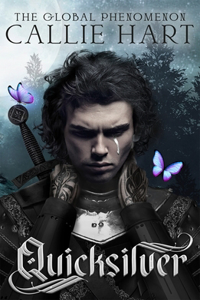 THE GLOBAL PHENOMENON
CALLIE HART
Quicksilver